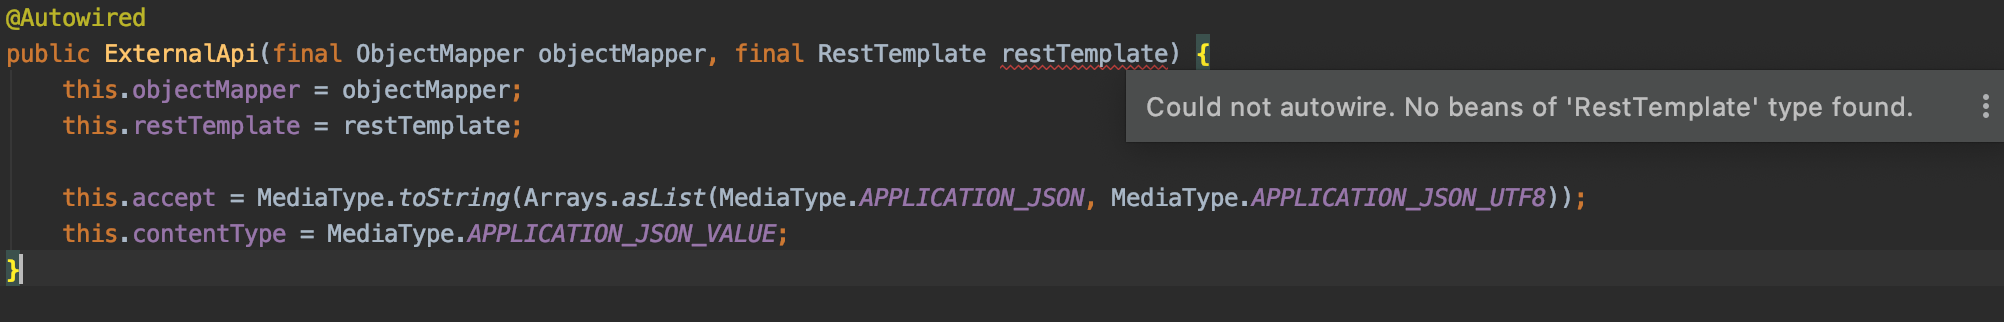 @Autowired
public ExternalApi(final ObjectMapper objectMapper, final RestTemplate restTemplate) {
this.objectMapper = objectMapper;
Could not autowire. No beans of 'RestTemplate' type found.
this.restTemplate = restTemplate;
this.accept = MediaType.toString(Arrays.asList(MediaType.APPLICATION_JSON, MediaType.APPLICATION_JSON_UTF8));
this.contentType = MediaType.APPLICATION_JSON_VALUE;
}